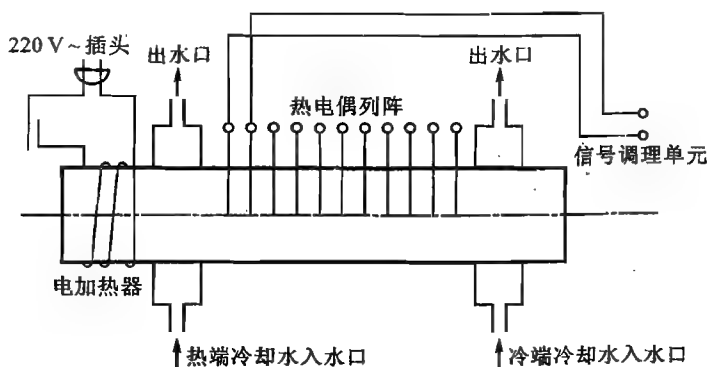 220 V~插头
出水口
出水口
热电偶列阵
信号调理单元
电加热器
热端冷却水入水口
冷端冷却水入水口